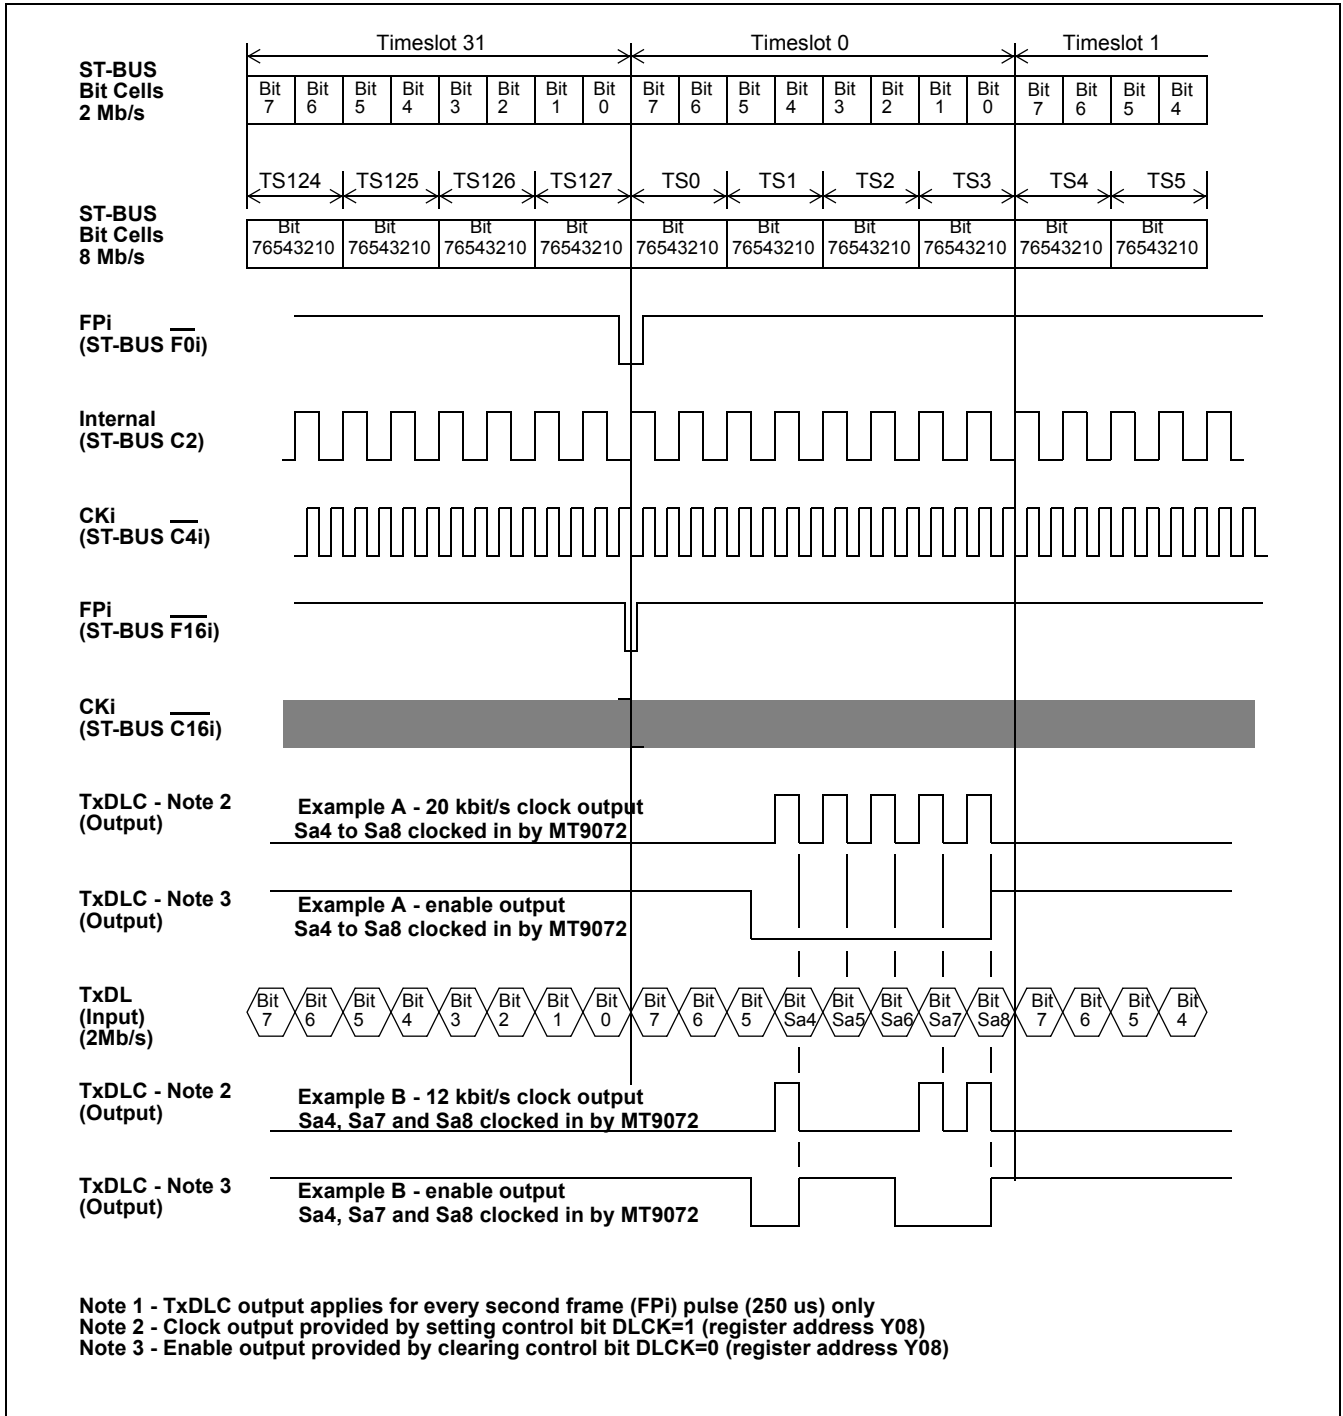 Timeslot 31 Timeslot 0 Timeslot 1
ST-BUS
Bit Cells
2 Mb/s
Bit Bit Bit Bit Bit Bit Bit Bit Bit Bit Bit Bit Bit Bit Bit Bit Bit Bit Bit Bit
7 6 5 4 3 2 1 0 7 6 5 4 3 2 1 0 7 6 5 4
TS124 TS125 TS126 TS127 TS0 TS1 TS2 TS3 TS4 TS5
ST-BUS
Bit Cells
8 Mb/s
Bit Bit Bit Bit Bit Bit Bit Bit Bit Bit
76543210 76543210 76543210 76543210 76543210 76543210 76543210 76543210 76543210 76543210
FPi
(ST-BUS F0i)
Internal
(ST-BUS C2)
CKi
(ST-BUS C4i)
FPi
(ST-BUS F16i)
CKi
(ST-BUS C16i)
TxDLC - Note 2
(Output)
Example A - 20 kbit/s clock output
Sa4 to Sa8 clocked in by MT9072
TxDLC - Note 3
(Output)
Example A - enable output
Sa4 to Sa8 clocked in by MT9072
TxDL
(Input)
(2Mb/s)
Bit Bit Bit Bit Bit Bit Bit Bit Bit Bit Bit Bit Bit Bit Bit Bit Bit Bit Bit Bit
7 6 5 4 3 2 1 0 7 6 5 Sa4 Sa5 Sa6 Sa7 Sa8 7 6 5 4
TxDLC - Note 2
(Output)
Example B - 12 kbit/s clock output
Sa4, Sa7 and Sa8 clocked in by MT9072
TxDLC - Note 3
(Output)
Example B - enable output
Sa4, Sa7 and Sa8 clocked in by MT9072
Note 1 - TxDLC output applies for every second frame (FPi) pulse (250 us) only
Note 2 - Clock output provided by setting control bit DLCK=1 (register address Y08)
Note 3 - Enable output provided by clearing control bit DLCK=0 (register address Y08)